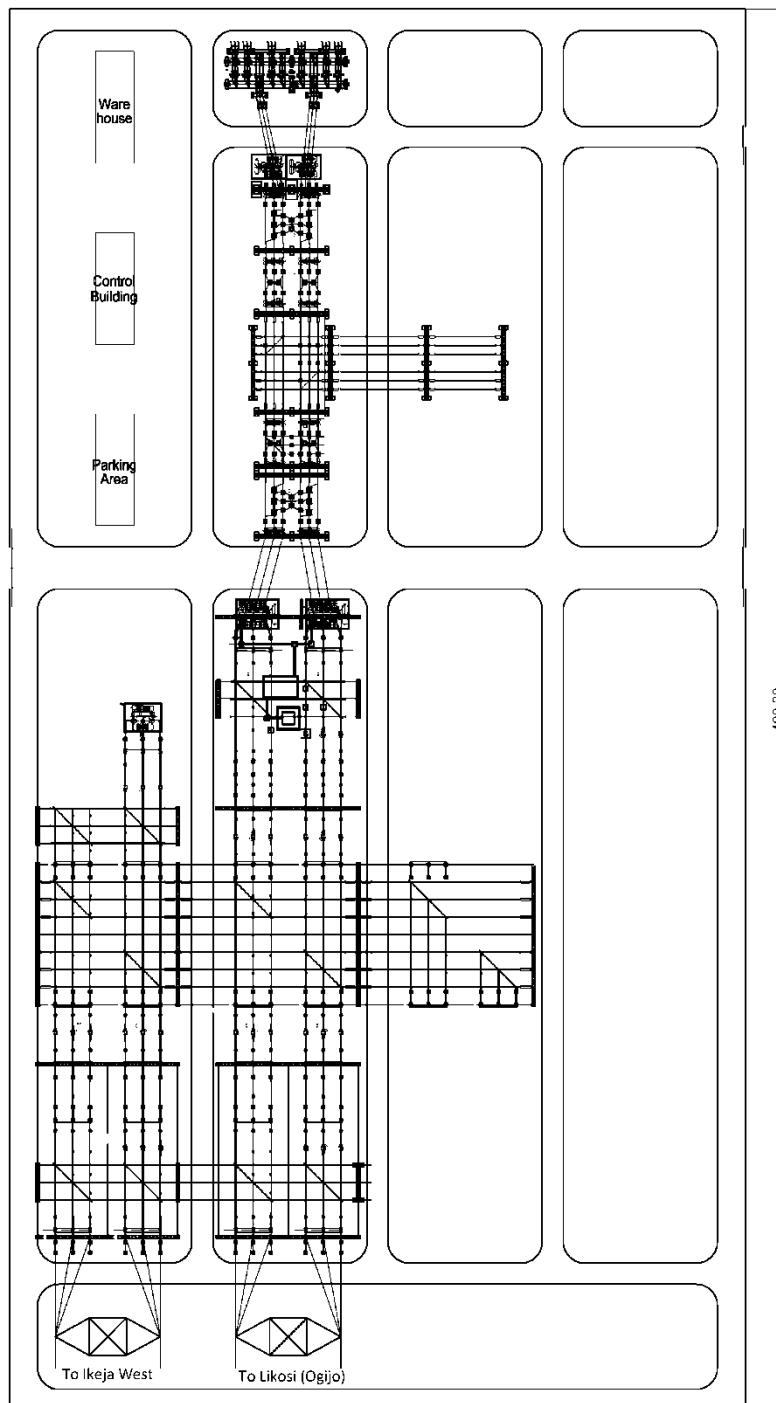 Ware
house
Control
Building
Parking
Area
To Ikeja West
To Likosi (Ogijo)